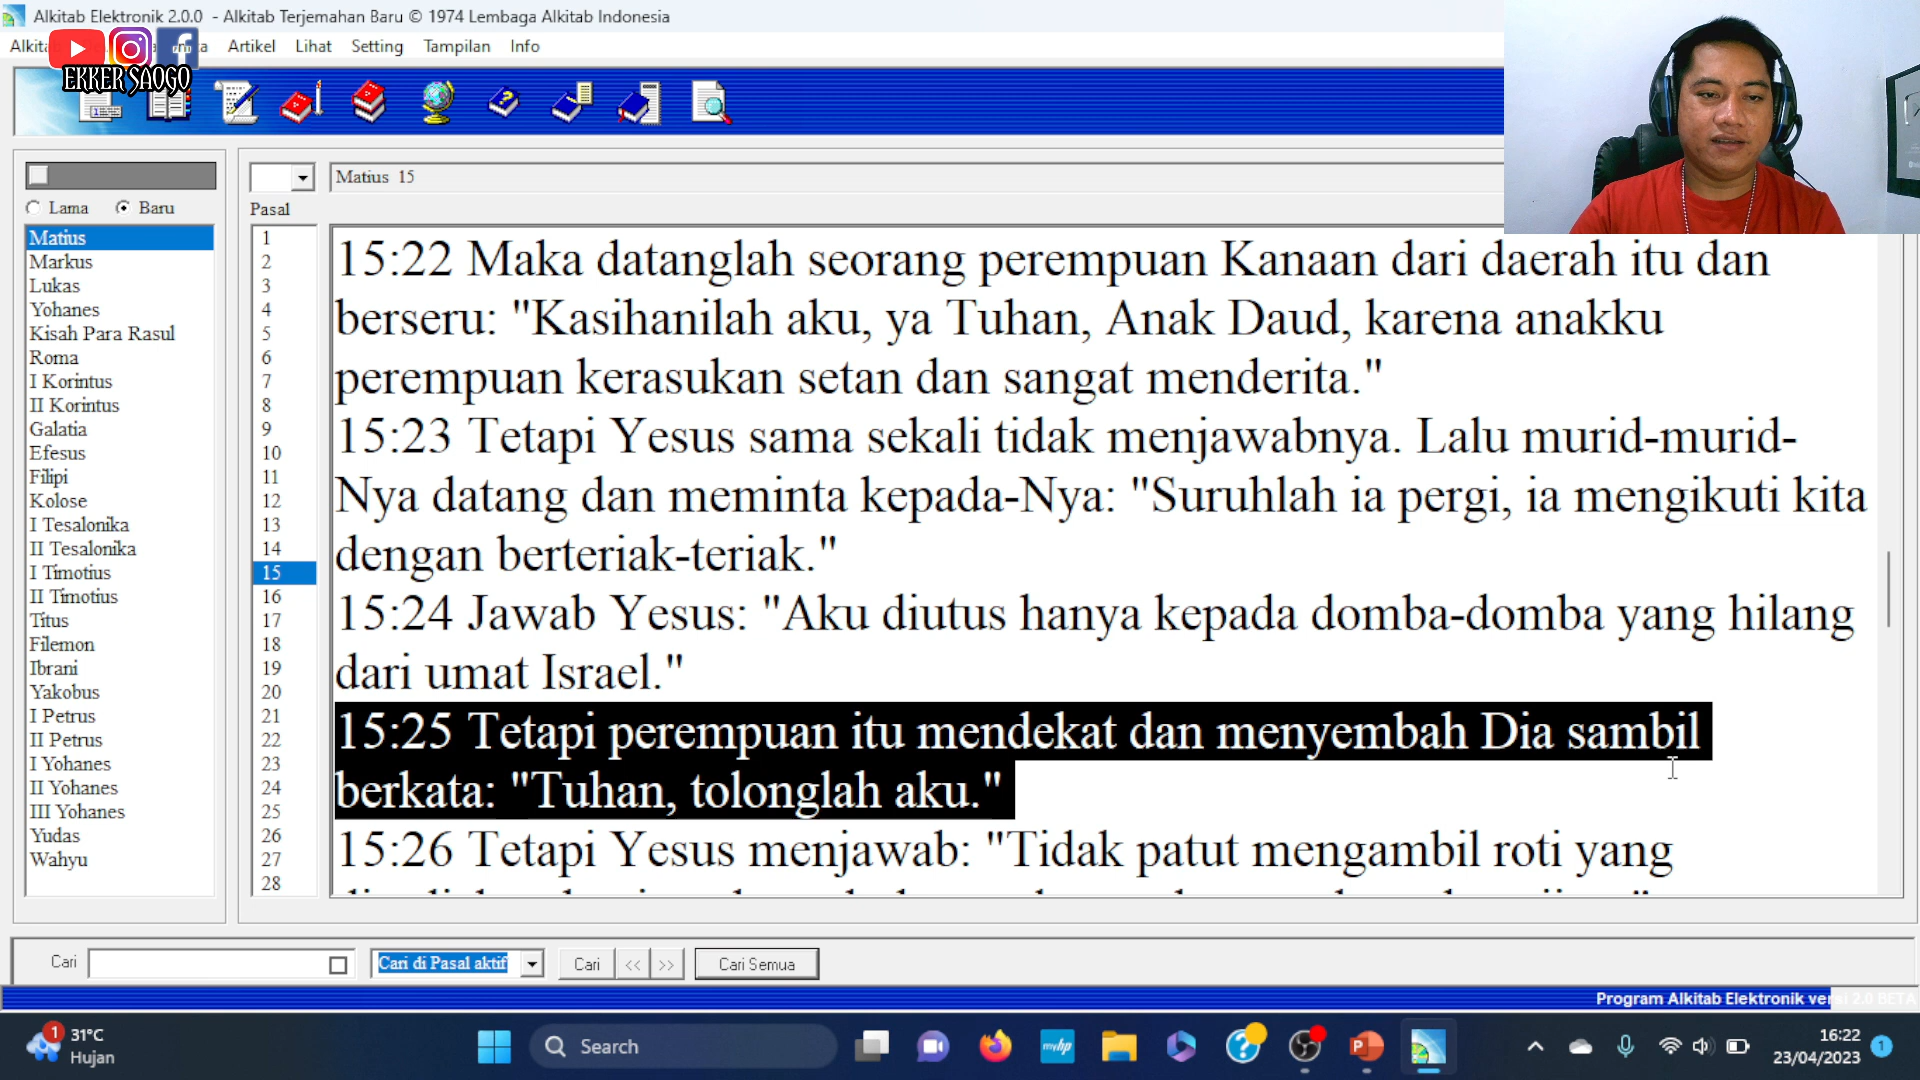 Alkitab Elektronik 2.0.0 - Alkitab Terjemahan Baru © 1974 Lembaga Alkitab Indonesia
Artikel Lihat Setting Tampilan Info
EKKER SAOGO
Matius 15
Lama Baru
Pasal
Matius
Markus
Lukas
Yohanes
Kisah Para Rasul
Roma
I Korintus
II Korintus
Galatia
Efesus
Filipi
Kolose
I Tesalonika
II Tesalonika
I Timotius
II Timotius
Titus
Filemon
Ibrani
Yakobus
I Petrus
II Petrus
I Yohanes
II Yohanes
III Yohanes
Yudas
Wahyu
1
2
3
4
5
6
7
8
9
10
11
12
13
14
15
16
17
18
19
20
21
22
23
24
25
26
27
28
15:22 Maka datanglah seorang perempuan Kanaan dari daerah itu dan
berseru: "Kasihanilah aku, ya Tuhan, Anak Daud, karena anakku
perempuan kerasukan setan dan sangat menderita."
15:23 Tetapi Yesus sama sekali tidak menjawabnya. Lalu murid-murid-
Nya datang dan meminta kepada-Nya: "Suruhlah ia pergi, ia mengikuti kita
dengan berteriak-teriak."
15:24 Jawab Yesus: "Aku diutus hanya kepada domba-domba yang hilang
dari umat Israel."
15:25 Tetapi perempuan itu mendekat dan menyembah Dia sambil
berkata: "Tuhan, tolonglah aku."
15:26 Tetapi Yesus menjawab: "Tidak patut mengambil roti yang
Cari Cari di Pasal aktif Cari << >> Cari Semua
Program Alkitab Elektronik versi 2.0 BETA
1 31°C
Hujan
Search
myhp
16:22
23/04/2023
1